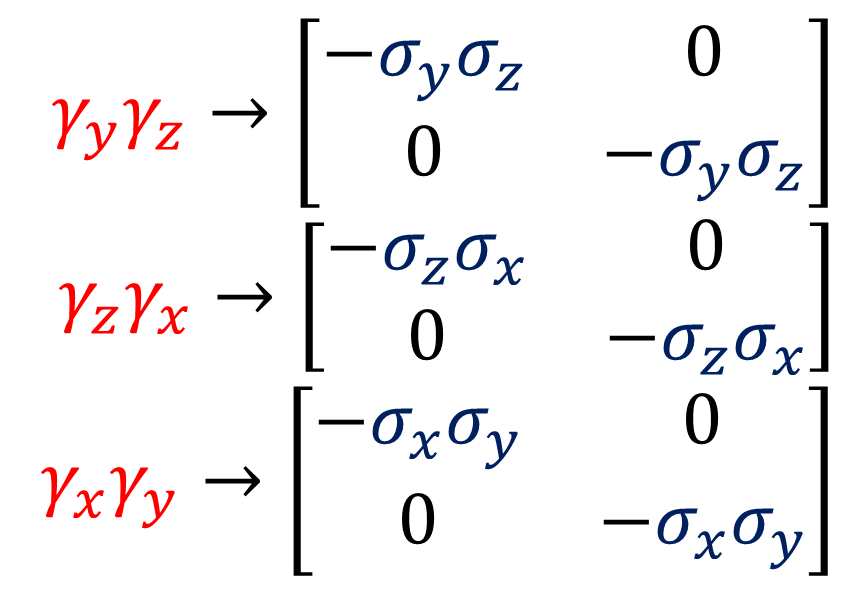 γ_yγ_z → [−σ_yσ_z 0
0 −σ_yσ_z]
γ_zγ_x → [−σ_zσ_x 0
0 −σ_zσ_x]
γ_xγ_y → [−σ_xσ_y 0
0 −σ_xσ_y]